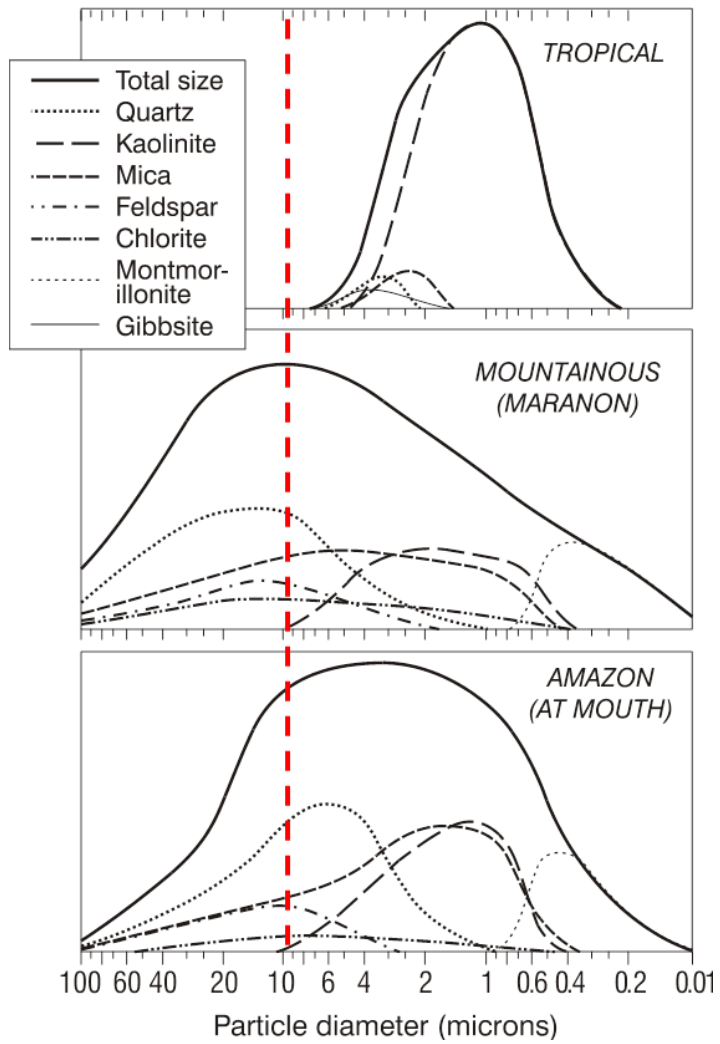 TROPICAL
Total size
Quartz
Kaolinite
Mica
Feldspar
Chlorite
Montmor-
illonite
Gibbsite
MOUNTAINOUS
(MARANON)
AMAZON
(AT MOUTH)
100 60 40 20 10 6 4 2 1 0.6 0.4 0.2 0.01
Particle diameter (microns)